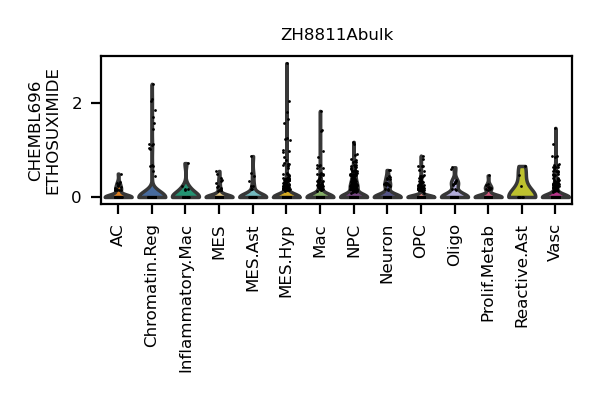 ZH8811Abulk
CHEMBL696
ETHOSUXIMIDE
2
0
AC
Chromatin.Reg
Inflammatory.Mac
MES
MES.Ast
MES.Hyp
Mac
NPC
Neuron
OPC
Oligo
Prolif.Metab
Reactive.Ast
Vasc